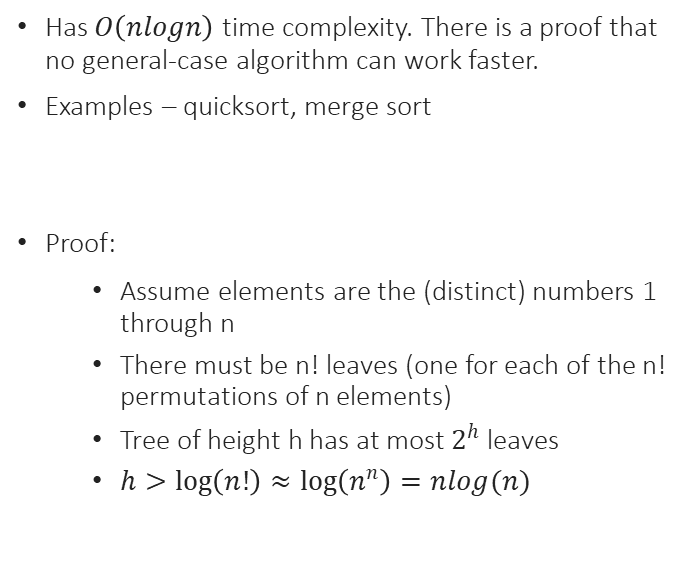 • Has O(nlogn) time complexity. There is a proof that
no general-case algorithm can work faster.
• Examples – quicksort, merge sort
• Proof:
• Assume elements are the (distinct) numbers 1
through n
• There must be n! leaves (one for each of the n!
permutations of n elements)
• Tree of height h has at most 2ʰ leaves
• h > log(n!) ≈ log(nⁿ) = nlog(n)